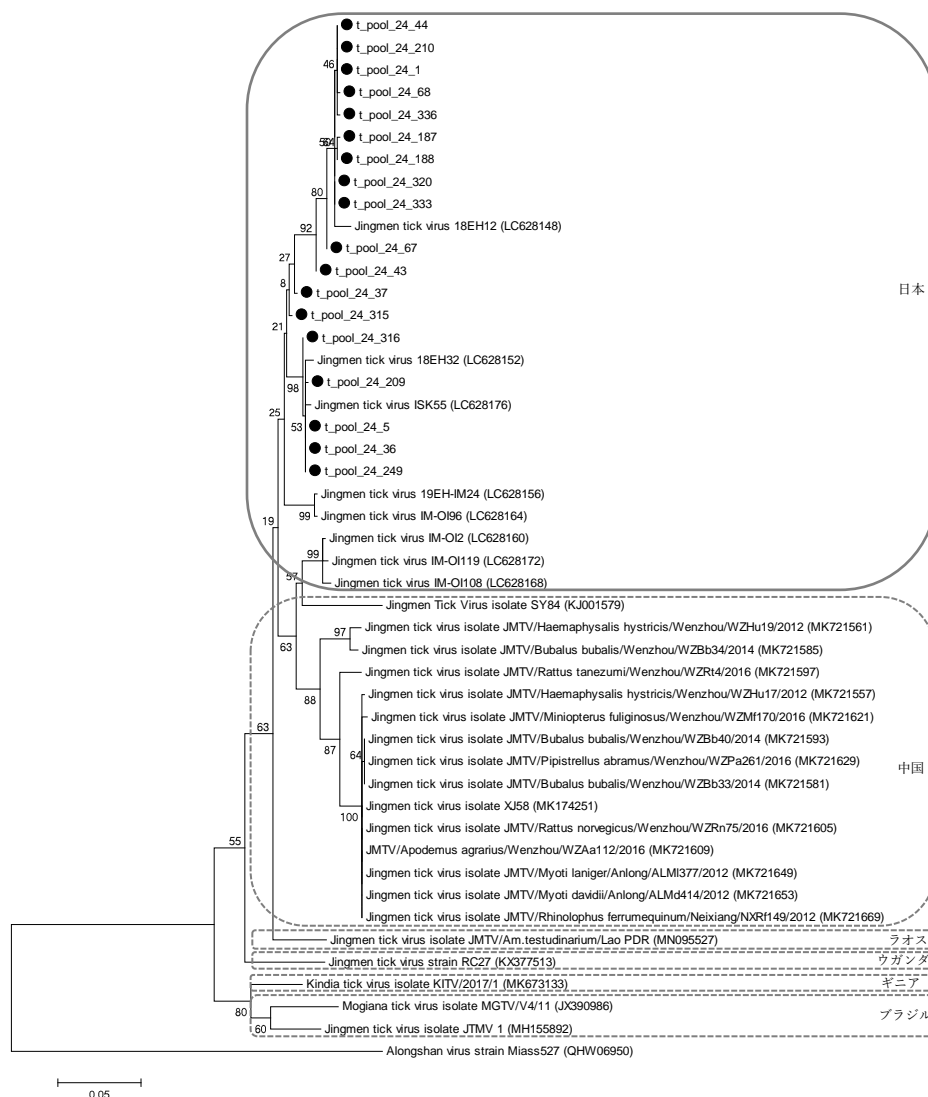 t_pool_24_44
t_pool_24_210
46
t_pool_24_1
t_pool_24_68
t_pool_24_336
t_pool_24_187
64
t_pool_24_188
t_pool_24_320
80
t_pool_24_333
Jingmen tick virus 18EH12 (LC628148)
92
t_pool_24_67
27
t_pool_24_43
8
t_pool_24_37
日本
t_pool_24_315
21
t_pool_24_316
Jingmen tick virus 18EH32 (LC628152)
98
t_pool_24_209
Jingmen tick virus ISK55 (LC628176)
25
53
t_pool_24_5
t_pool_24_36
t_pool_24_249
Jingmen tick virus 19EH-IM24 (LC628156)
99
Jingmen tick virus IM-OI96 (LC628164)
19
Jingmen tick virus IM-OI2 (LC628160)
99
Jingmen tick virus IM-OI119 (LC628172)
57
Jingmen tick virus IM-OI108 (LC628168)
Jingmen Tick Virus isolate SY84 (KJ001579)
97
Jingmen tick virus isolate JMTV/Haemaphysalis hystricis/Wenzhou/WZHu19/2012 (MK721561)
63
Jingmen tick virus isolate JMTV/Bubalus bubalis/Wenzhou/WZBb34/2014 (MK721585)
Jingmen tick virus isolate JMTV/Rattus tanezumi/Wenzhou/WZRt4/2016 (MK721597)
88
Jingmen tick virus isolate JMTV/Haemaphysalis hystricis/Wenzhou/WZHu17/2012 (MK721557)
63
Jingmen tick virus isolate JMTV/Miniopterus fuliginosus/Wenzhou/WZMf170/2016 (MK721621)
87
Jingmen tick virus isolate JMTV/Bubalus bubalis/Wenzhou/WZBb40/2014 (MK721593)
64
Jingmen tick virus isolate JMTV/Pipistrellus abramus/Wenzhou/WZPa261/2016 (MK721629)
中国
Jingmen tick virus isolate JMTV/Bubalus bubalis/Wenzhou/WZBb33/2014 (MK721581)
Jingmen tick virus isolate XJ58 (MK174251)
100
Jingmen tick virus isolate JMTV/Rattus norvegicus/Wenzhou/WZRn75/2016 (MK721605)
55
JMTV/Apodemus agrarius/Wenzhou/WZAa112/2016 (MK721609)
Jingmen tick virus isolate JMTV/Myoti laniger/Anlong/ALMl377/2012 (MK721649)
Jingmen tick virus isolate JMTV/Myoti davidii/Anlong/ALMd414/2012 (MK721653)
Jingmen tick virus isolate JMTV/Rhinolophus ferrumequinum/Neixiang/NXRf149/2012 (MK721669)
Jingmen tick virus isolate JMTV/Am.testudinarium/Lao PDR (MN095527)
ラオス
Jingmen tick virus strain RC27 (KX377513)
ウガンダ
Kindia tick virus isolate KITV/2017/1 (MK673133)
ギニア
80
Mogiana tick virus isolate MGTV/V4/11 (JX390986)
ブラジル
60
Jingmen tick virus isolate JTMV 1 (MH155892)
Alongshan virus strain Miass527 (QHW06950)
0.05